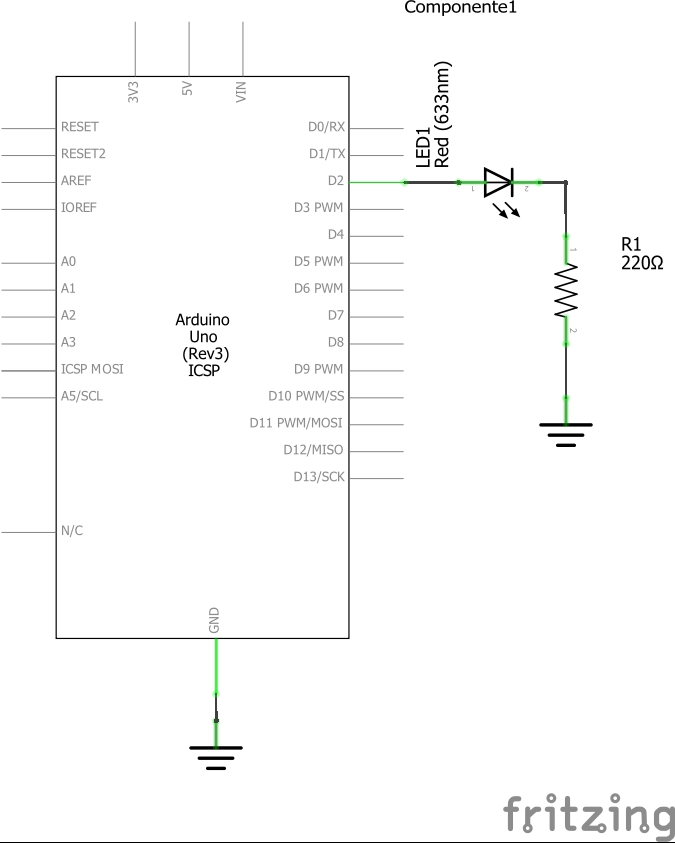 Componente1
3V3
5V
VIN
LED1
Red (633nm)
RESET
RESET2
AREF
IOREF
A0
A1
A2
A3
ICSP MOSI
A5/SCL
N/C
D0/RX
D1/TX
D2
D3 PWM
D4
D5 PWM
D6 PWM
D7
D8
D9 PWM
D10 PWM/SS
D11 PWM/MOSI
D12/MISO
D13/SCK
Arduino
Uno
(Rev3)
ICSP
GND
1
2
1
2
R1
220Ω
fritzing